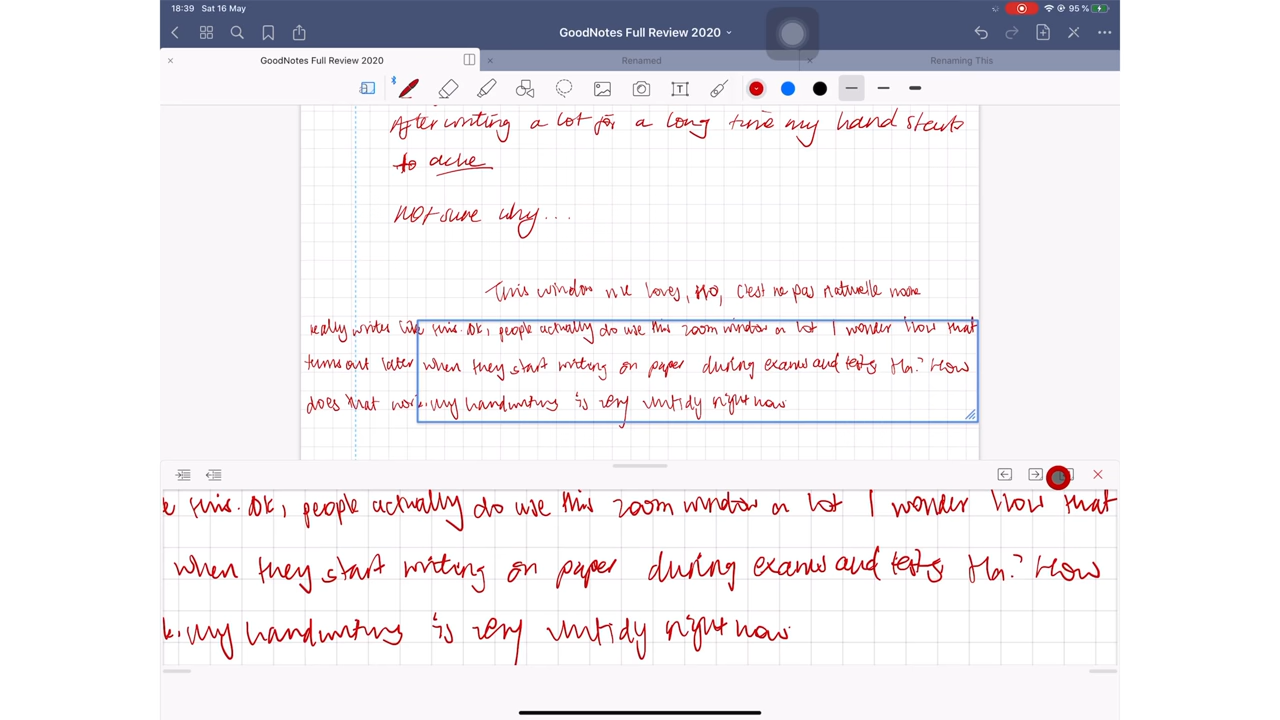 18:39 Sat 16 May
95 %
GoodNotes Full Review 2020
GoodNotes Full Review 2020
Renamed
Renaming This
After writing a lot for a long time my hand starts
to ache
Not sure why...
This window loves, NO, c'est ne pas naturelle
really writes like this. OK, people actually do use this zoom window a lot I wonder how that
turns out later when they start writing on paper during exams and tests Ha? How
does that work. my handwriting is very untidy right now
e this. OK, people actually do use this zoom window a lot I wonder how that
when they start writing on paper during exams and tests Ha? How
k. my handwriting is very untidy right now